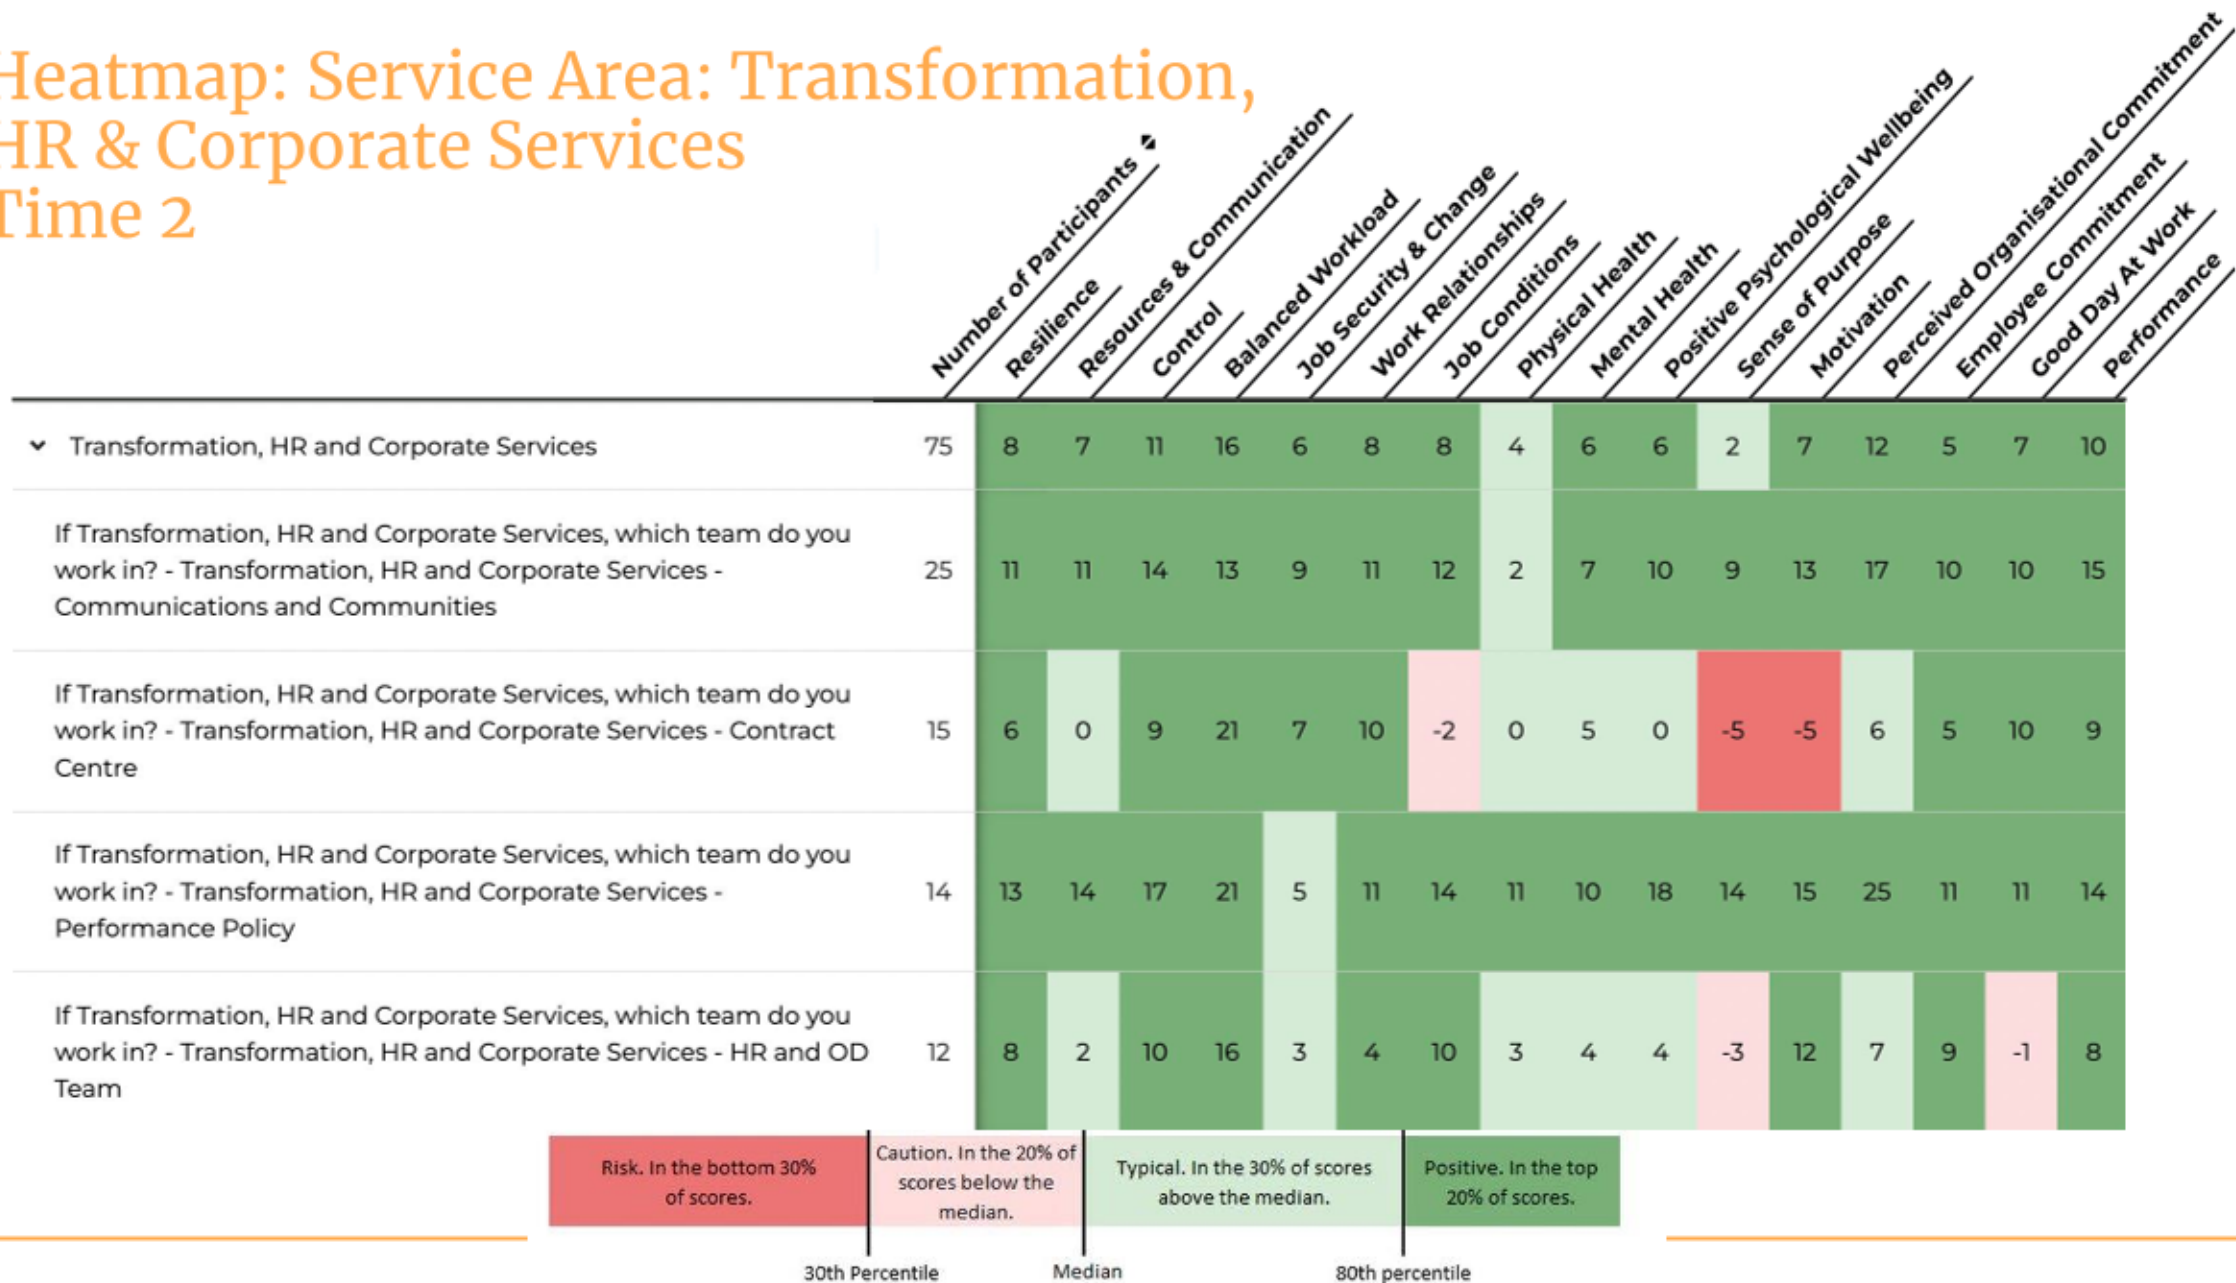 Heatmap: Service Area: Transformation,
HR & Corporate Services
Time 2
Number of Participants
Resilience
Resources & Communication
Control
Balanced Workload
Job Security & Change
Work Relationships
Job Conditions
Physical Health
Mental Health
Positive Psychological Wellbeing
Sense of Purpose
Motivation
Perceived Organisational Commitment
Employee Commitment
Good Day At Work
Performance
Transformation, HR and Corporate Services 75 8 7 11 16 6 8 8 4 6 6 2 7 12 5 7 10
If Transformation, HR and Corporate Services, which team do you
work in? - Transformation, HR and Corporate Services - 25 11 11 14 13 9 11 12 2 7 10 9 13 17 10 10 15
Communications and Communities
If Transformation, HR and Corporate Services, which team do you
work in? - Transformation, HR and Corporate Services - Contract 15 6 0 9 21 7 10 -2 0 5 0 -5 -5 6 5 10 9
Centre
If Transformation, HR and Corporate Services, which team do you
work in? - Transformation, HR and Corporate Services - 14 13 14 17 21 5 11 14 11 10 18 14 15 25 11 11 14
Performance Policy
If Transformation, HR and Corporate Services, which team do you
work in? - Transformation, HR and Corporate Services - HR and OD 12 8 2 10 16 3 4 10 3 4 4 -3 12 7 9 -1 8
Team
Risk. In the bottom 30%
of scores.
Caution. In the 20% of
scores below the
median.
Typical. In the 30% of scores
above the median.
Positive. In the top
20% of scores.
30th Percentile
Median
80th percentile